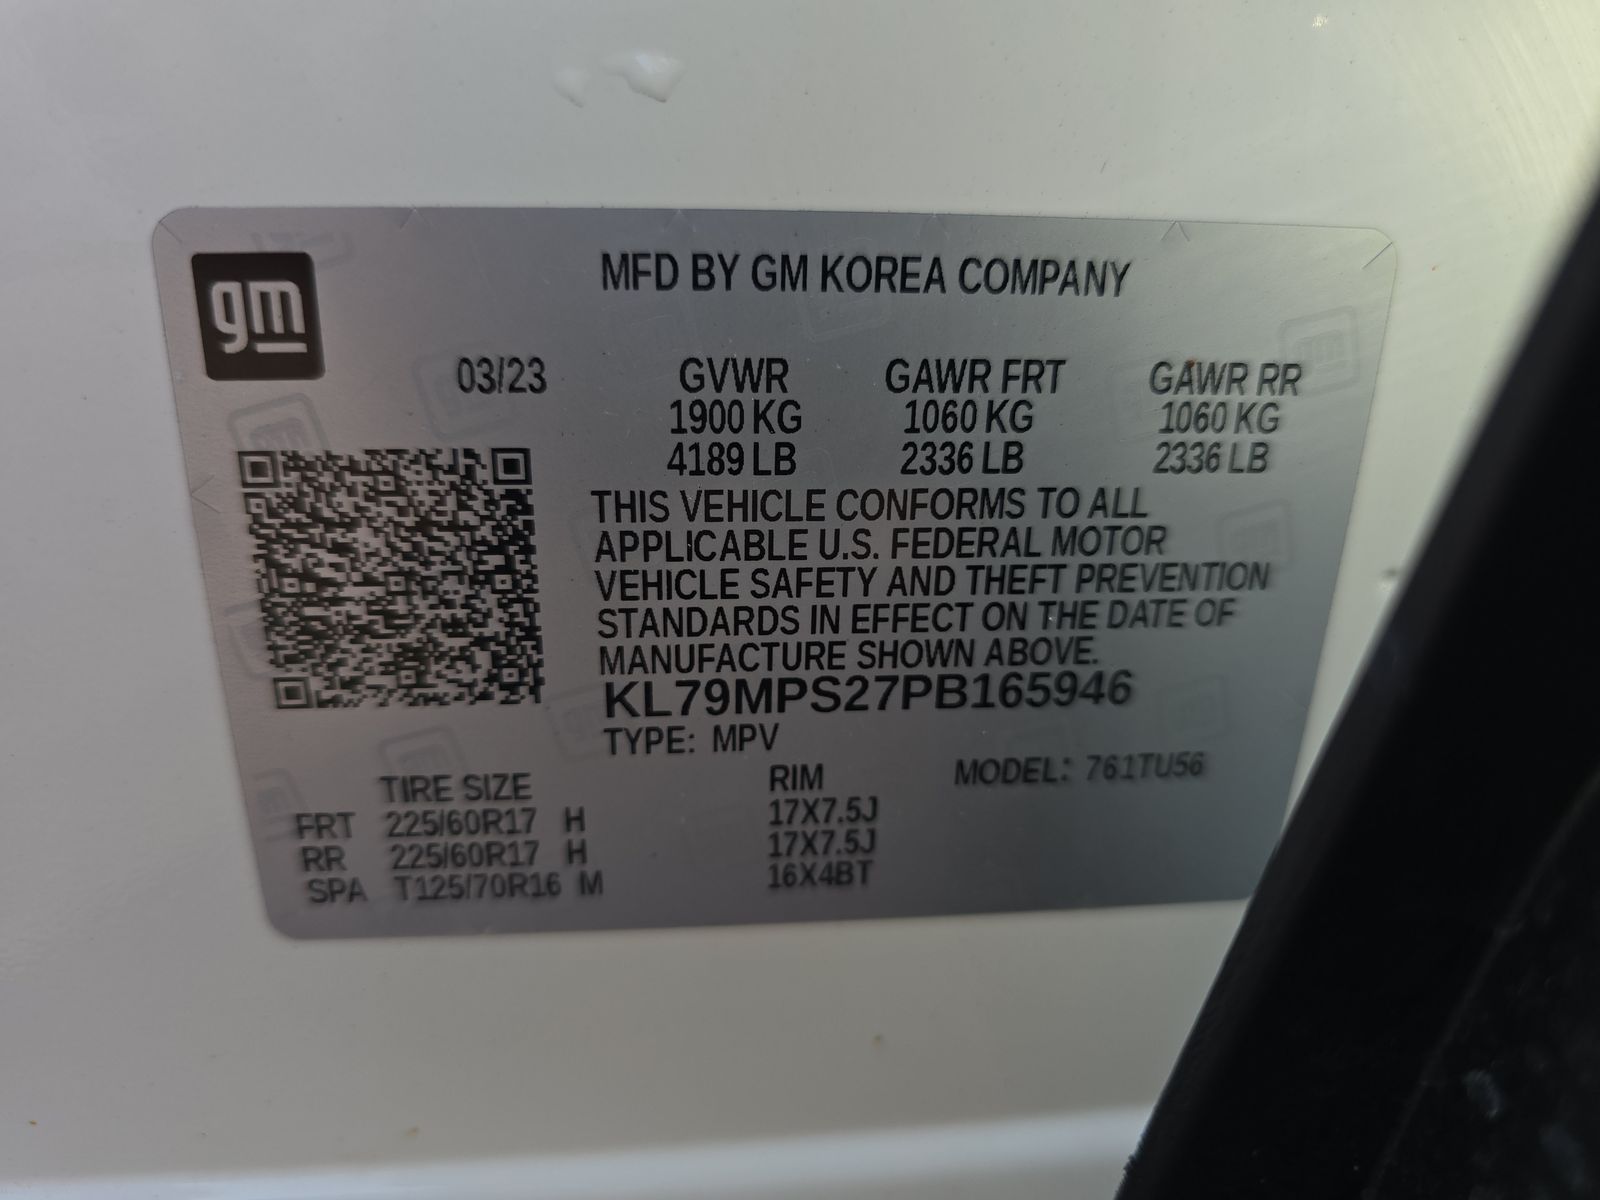 gm
MFD BY GM KOREA COMPANY
03/23 GVWR GAWR FRT GAWR RR
1900 KG 1060 KG 1060 KG
4189 LB 2336 LB 2336 LB
THIS VEHICLE CONFORMS TO ALL
APPLICABLE U.S. FEDERAL MOTOR
VEHICLE SAFETY AND THEFT PREVENTION
STANDARDS IN EFFECT ON THE DATE OF
MANUFACTURE SHOWN ABOVE.
KL79MPS27PB165946
TYPE: MPV
TIRE SIZE RIM MODEL: 761TU56
FRT 225/60R17 H 17X7.5J
RR 225/60R17 H 17X7.5J
SPA T125/70R16 M 16X4BT